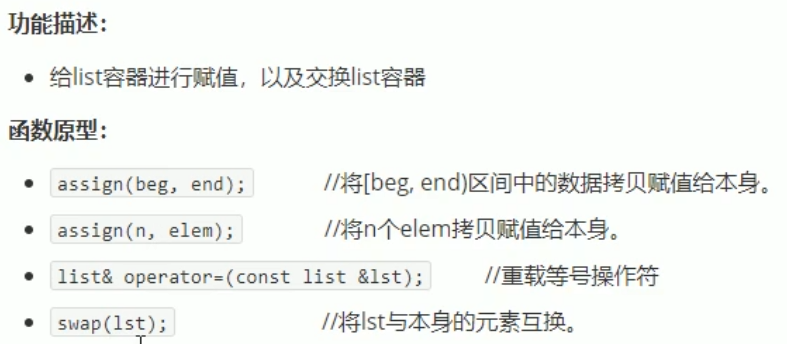 功能描述：
• 给list容器进行赋值，以及交换list容器
函数原型：
• assign(beg, end); //将[beg, end)区间中的数据拷贝赋值给本身。
• assign(n, elem); //将n个elem拷贝赋值给本身。
• list& operator=(const list &lst); //重载等号操作符
• swap(lst); //将lst与本身的元素互换。